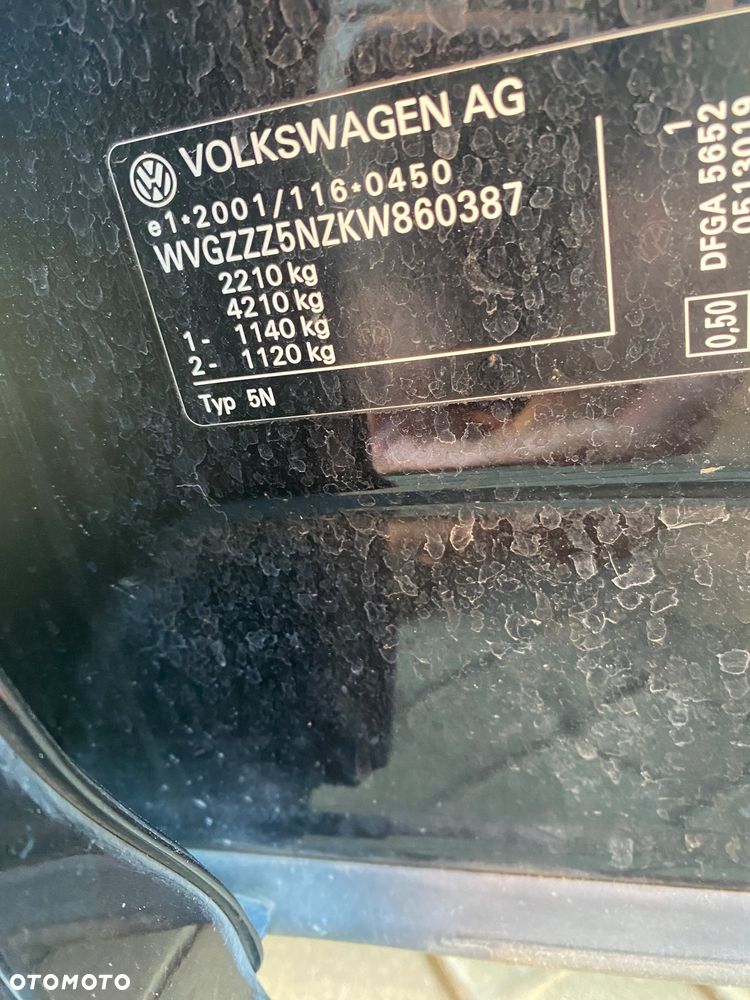 VOLKSWAGEN AG
e1*2001/116*0450
WVGZZZ5NZKW860387
2210 kg
4210 kg
1- 1140 kg
2- 1120 kg
Typ 5N
1
DFGA 5652
0513019
0,50
OTOMOTO